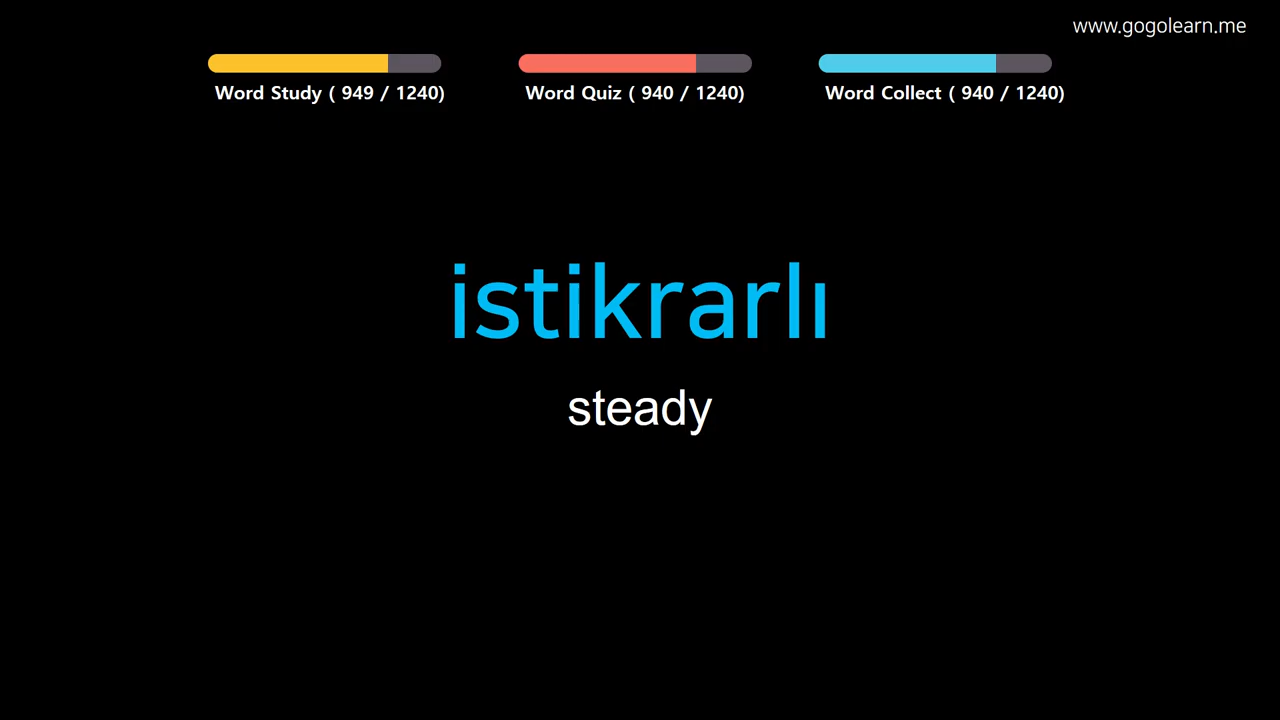 www.gogolearn.me
Word Study ( 949 / 1240)
Word Quiz ( 940 / 1240)
Word Collect ( 940 / 1240)
istikrarlı
steady